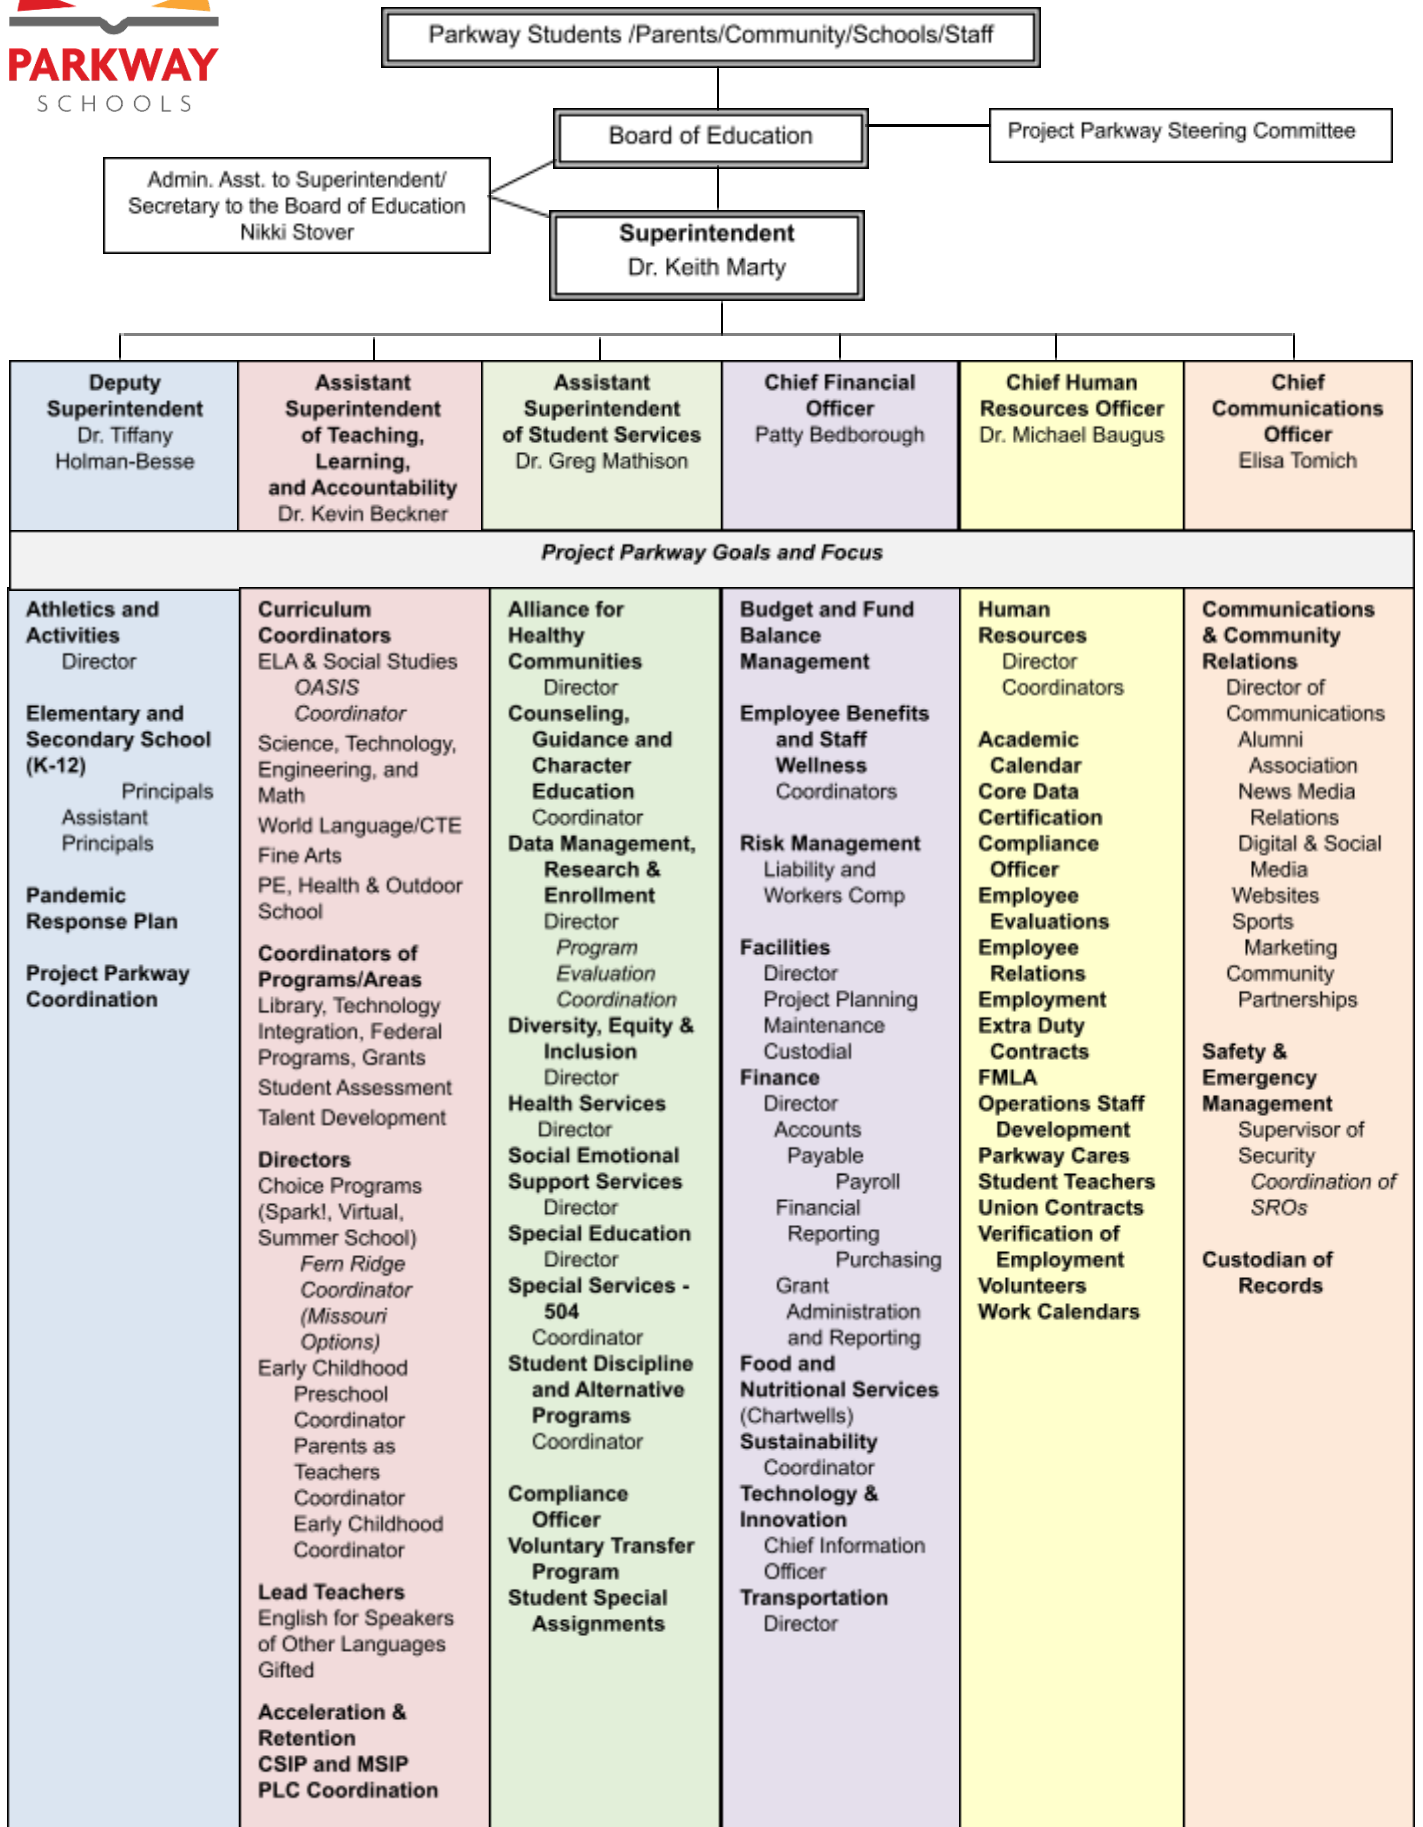 PARKWAY
SCHOOLS
Parkway Students /Parents/Community/Schools/Staff
Board of Education
Project Parkway Steering Committee
Admin. Asst. to Superintendent/
Secretary to the Board of Education
Nikki Stover
Superintendent
Dr. Keith Marty
Deputy
Superintendent
Dr. Tiffany
Holman-Besse
Assistant
Superintendent
of Teaching,
Learning,
and Accountability
Dr. Kevin Beckner
Assistant
Superintendent
of Student Services
Dr. Greg Mathison
Chief Financial
Officer
Patty Bedborough
Chief Human
Resources Officer
Dr. Michael Baugus
Chief
Communications
Officer
Elisa Tomich
Project Parkway Goals and Focus
Athletics and
Activities
Director
Elementary and
Secondary School
(K-12)
Principals
Assistant
Principals
Pandemic
Response Plan
Project Parkway
Coordination
Curriculum
Coordinators
ELA & Social Studies
OASIS
Coordinator
Science, Technology,
Engineering, and
Math
World Language/CTE
Fine Arts
PE, Health & Outdoor
School
Coordinators of
Programs/Areas
Library, Technology
Integration, Federal
Programs, Grants
Student Assessment
Talent Development
Directors
Choice Programs
(Spark!, Virtual,
Summer School)
Fern Ridge
Coordinator
(Missouri
Options)
Early Childhood
Preschool
Coordinator
Parents as
Teachers
Coordinator
Early Childhood
Coordinator
Lead Teachers
English for Speakers
of Other Languages
Gifted
Acceleration &
Retention
CSIP and MSIP
PLC Coordination
Alliance for
Healthy
Communities
Director
Counseling,
Guidance and
Character
Education
Coordinator
Data Management,
Research &
Enrollment
Director
Program
Evaluation
Coordination
Diversity, Equity &
Inclusion
Director
Health Services
Director
Social Emotional
Support Services
Director
Special Education
Director
Special Services -
504
Coordinator
Student Discipline
and Alternative
Programs
Coordinator
Compliance
Officer
Voluntary Transfer
Program
Student Special
Assignments
Budget and Fund
Balance
Management
Employee Benefits
and Staff
Wellness
Coordinators
Risk Management
Liability and
Workers Comp
Facilities
Director
Project Planning
Maintenance
Custodial
Finance
Director
Accounts
Payable
Payroll
Financial
Reporting
Purchasing
Grant
Administration
and Reporting
Food and
Nutritional Services
(Chartwells)
Sustainability
Coordinator
Technology &
Innovation
Chief Information
Officer
Transportation
Director
Human
Resources
Director
Coordinators
Academic
Calendar
Core Data
Certification
Compliance
Officer
Employee
Evaluations
Employee
Relations
Employment
Extra Duty
Contracts
FMLA
Operations Staff
Development
Parkway Cares
Student Teachers
Union Contracts
Verification of
Employment
Volunteers
Work Calendars
Communications
& Community
Relations
Director of
Communications
Alumni
Association
News Media
Relations
Digital & Social
Media
Websites
Sports
Marketing
Community
Partnerships
Safety &
Emergency
Management
Supervisor of
Security
Coordination of
SROs
Custodian of
Records